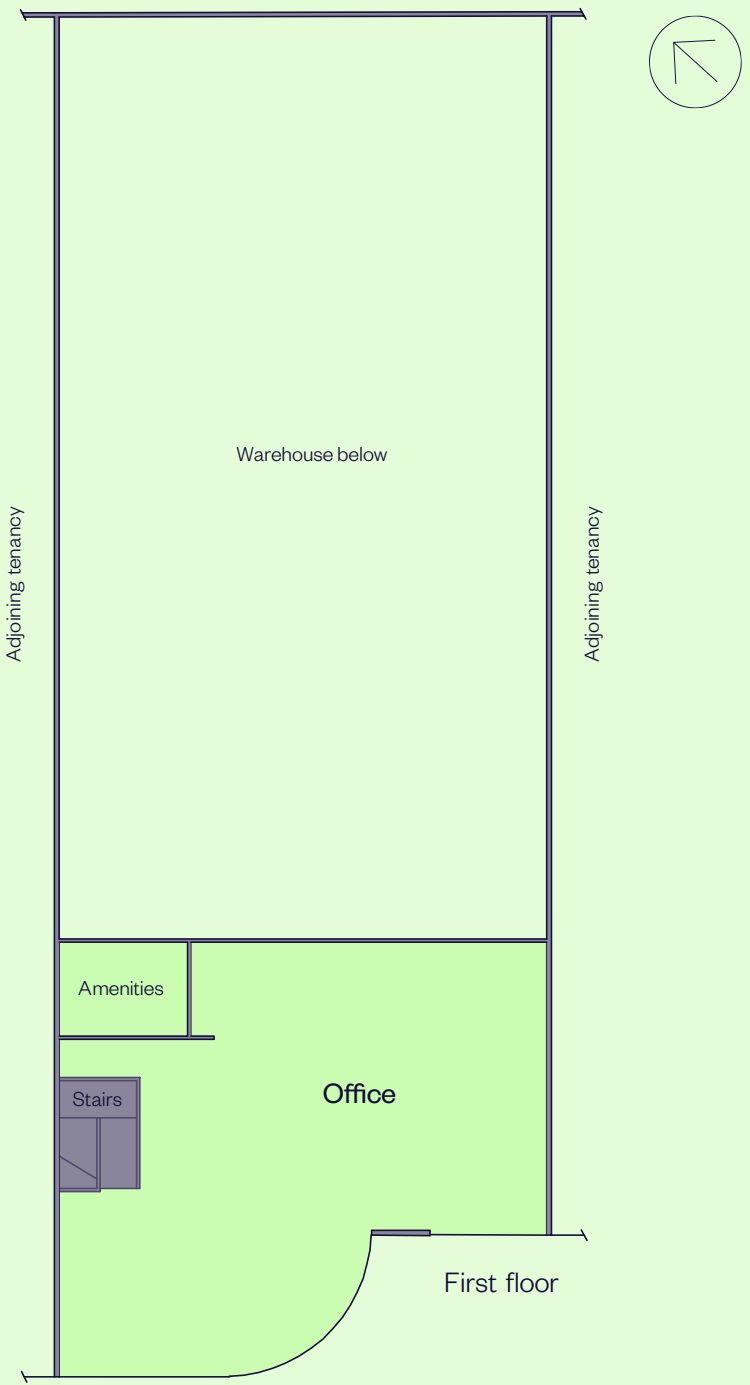 Warehouse below
Adjoining tenancy
Adjoining tenancy
Amenities
Office
Stairs
First floor